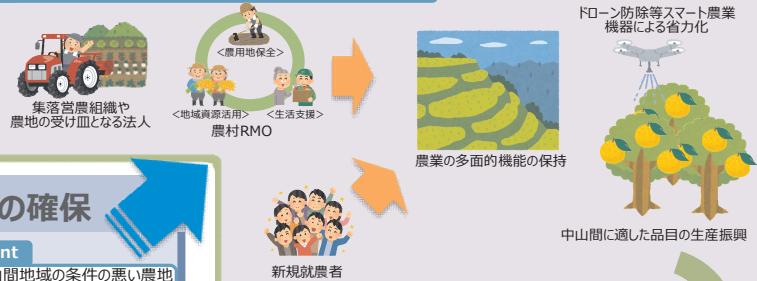 ドローン防除等スマート農業
機器による省力化
<農用地保全>
<地域資源活用>
<生活支援>
農村RMO
集落営農組織や
農地の受け皿となる法人
農業の多面的機能の保持
中山間に適した品目の生産振興
新規就農者
の確保
nt
間地域の条件の悪い農地